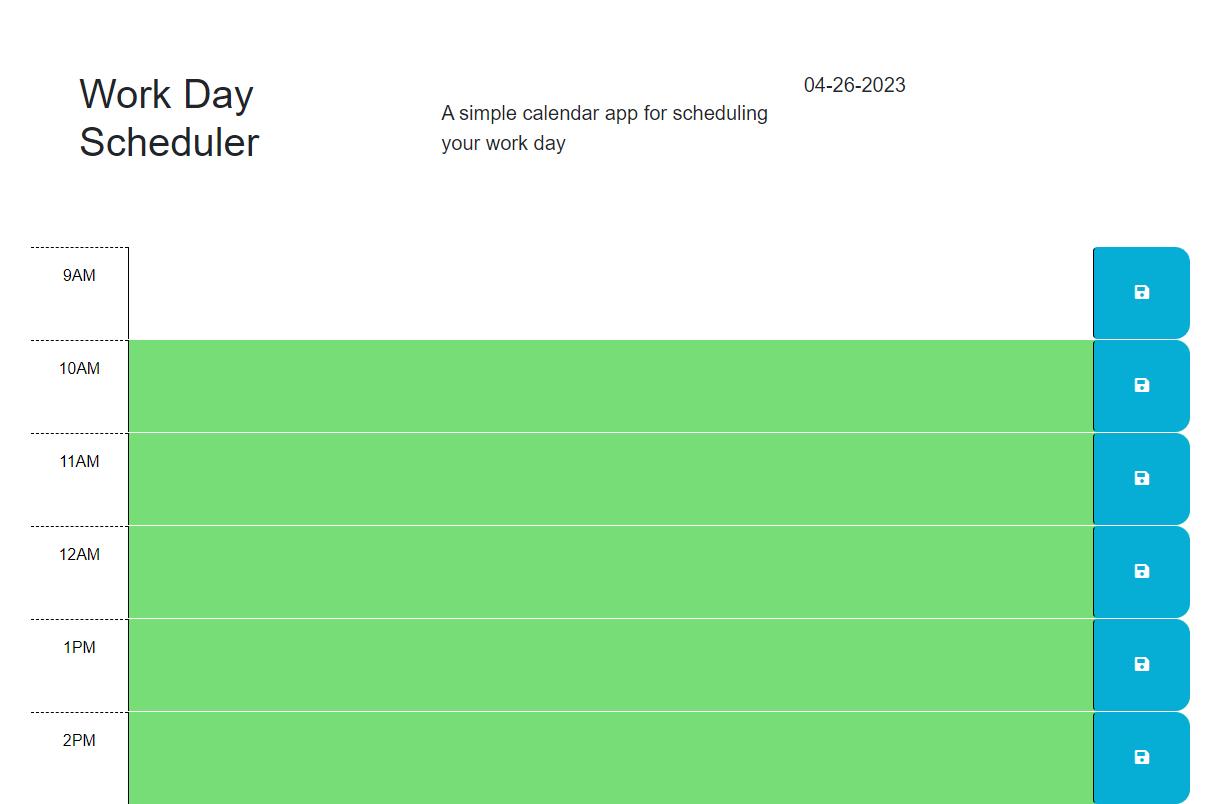 Work Day
Scheduler
A simple calendar app for scheduling
your work day
04-26-2023
9AM
10AM
11AM
12AM
1PM
2PM